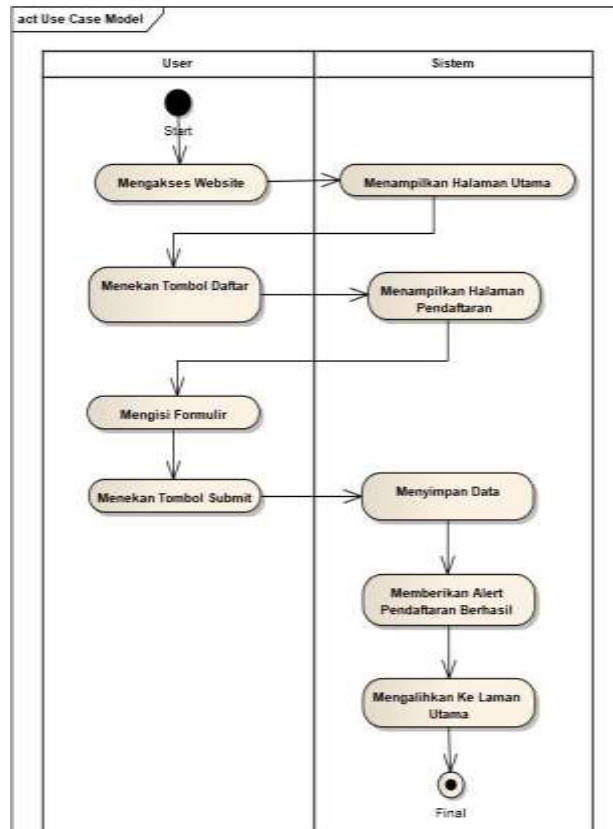 act Use Case Model
User
Sistem
Start
Mengakses Website
Menampilkan Halaman Utama
Menekan Tombol Daftar
Menampilkan Halaman
Pendaftaran
Mengisi Formulir
Menekan Tombol Submit
Menyimpan Data
Memberikan Alert
Pendaftaran Berhasil
Mengalihkan Ke Laman
Utama
Final